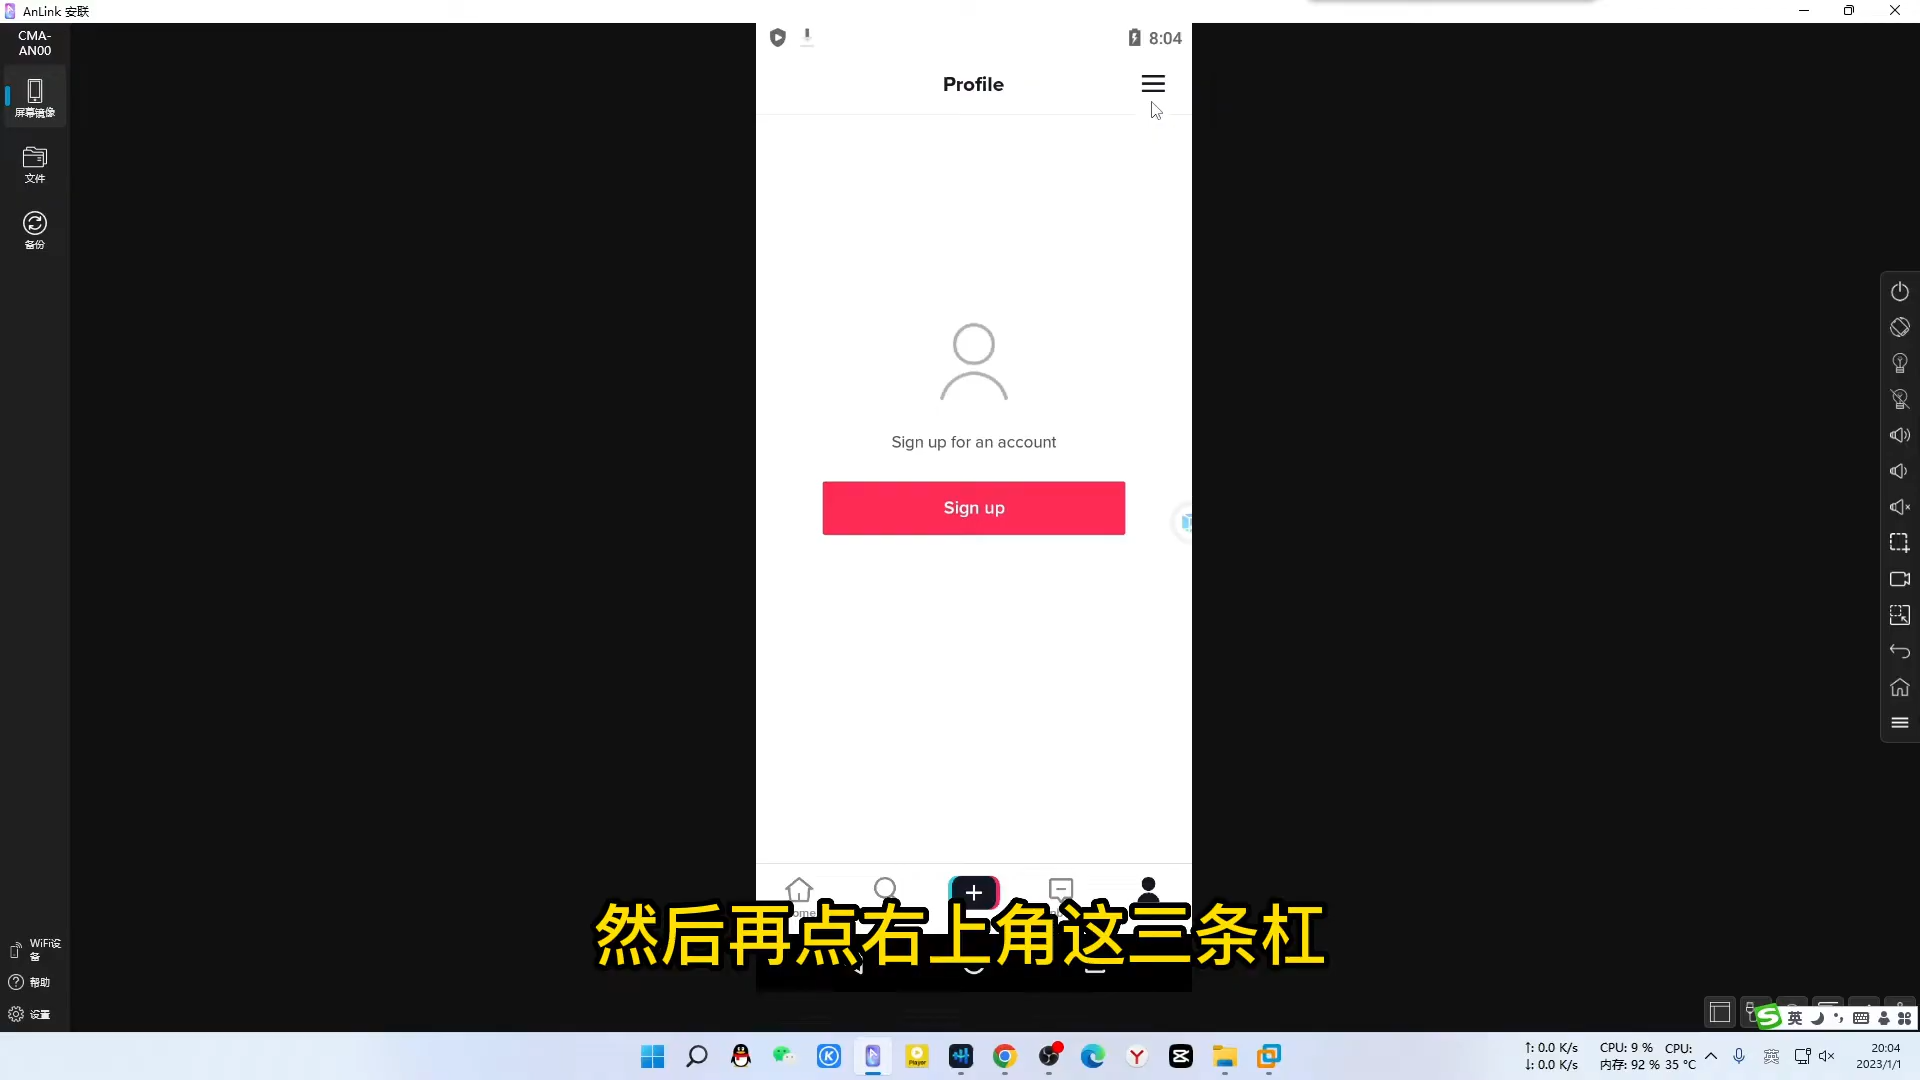 AnLink 安联
CMA-
AN00
屏幕镜像
文件
备份
8:04
Profile
Sign up for an account
Sign up
然后再点右上角这三条杠
WiFi设
备
帮助
设置
英
Player
↑: 0.0 K/s
↓: 0.0 K/s
CPU: 9 %
内存: 92 %
CPU:
35 °C
英
20:04
2023/1/1